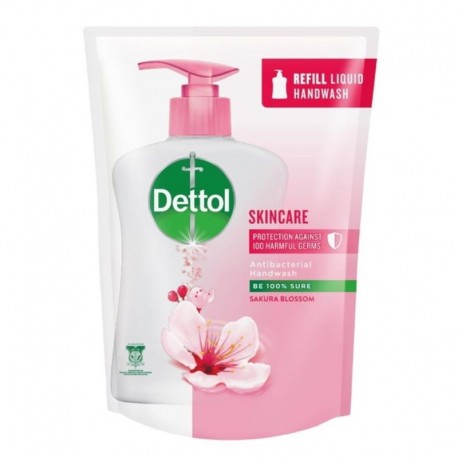 REFILL LIQUID
HANDWASH
Dettol
SKINCARE
PROTECTION AGAINST
100 HARMFUL GERMS
Antibacterial
Handwash
BE 100% SURE
SAKURA BLOSSOM